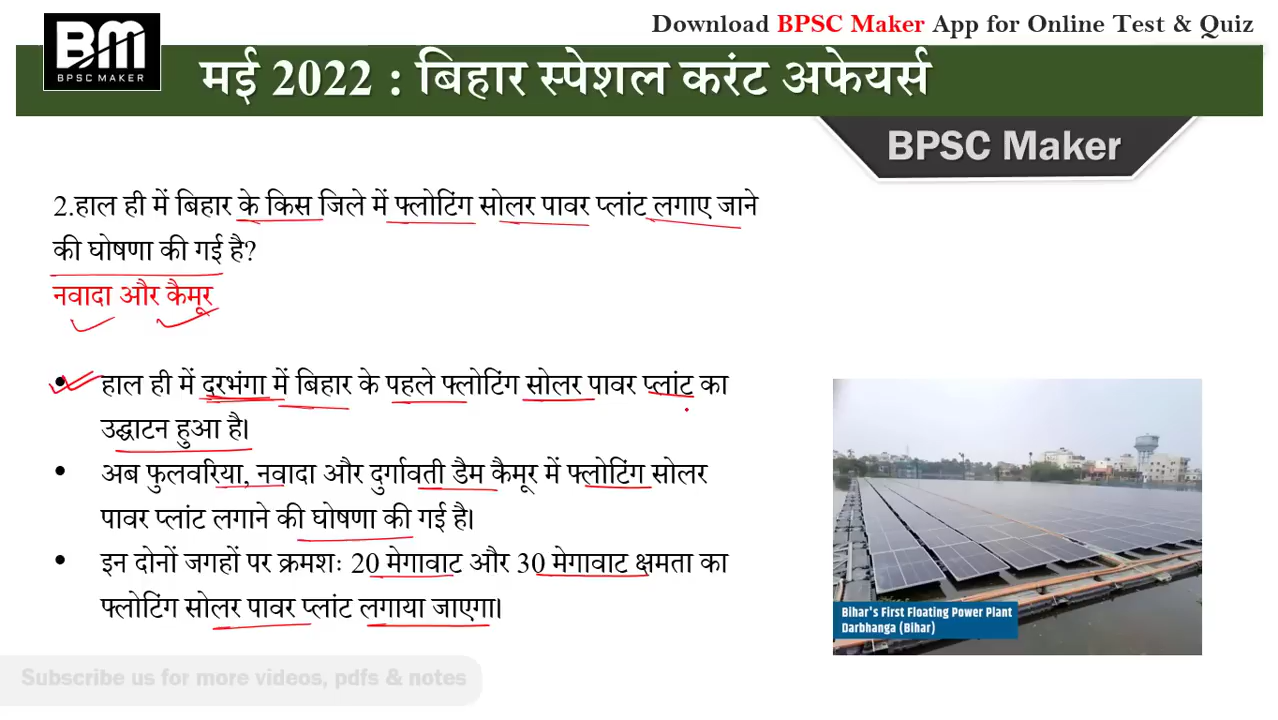 Download BPSC Maker App for Online Test & Quiz
BM
BPSC MAKER
मई 2022 : बिहार स्पेशल करंट अफेयर्स
BPSC Maker
2.हाल ही में बिहार के किस जिले में फ्लोटिंग सोलर पावर प्लांट लगाए जाने
की घोषणा की गई है?
नवादा और कैमूर
• हाल ही में दरभंगा में बिहार के पहले फ्लोटिंग सोलर पावर प्लांट का
उद्घाटन हुआ है।
• अब फुलवरिया, नवादा और दुर्गावती डैम कैमूर में फ्लोटिंग सोलर
पावर प्लांट लगाने की घोषणा की गई है।
• इन दोनों जगहों पर क्रमशः 20 मेगावाट और 30 मेगावाट क्षमता का
फ्लोटिंग सोलर पावर प्लांट लगाया जाएगा।
Bihar's First Floating Power Plant
Darbhanga (Bihar)
Subscribe us for more videos, pdfs & notes